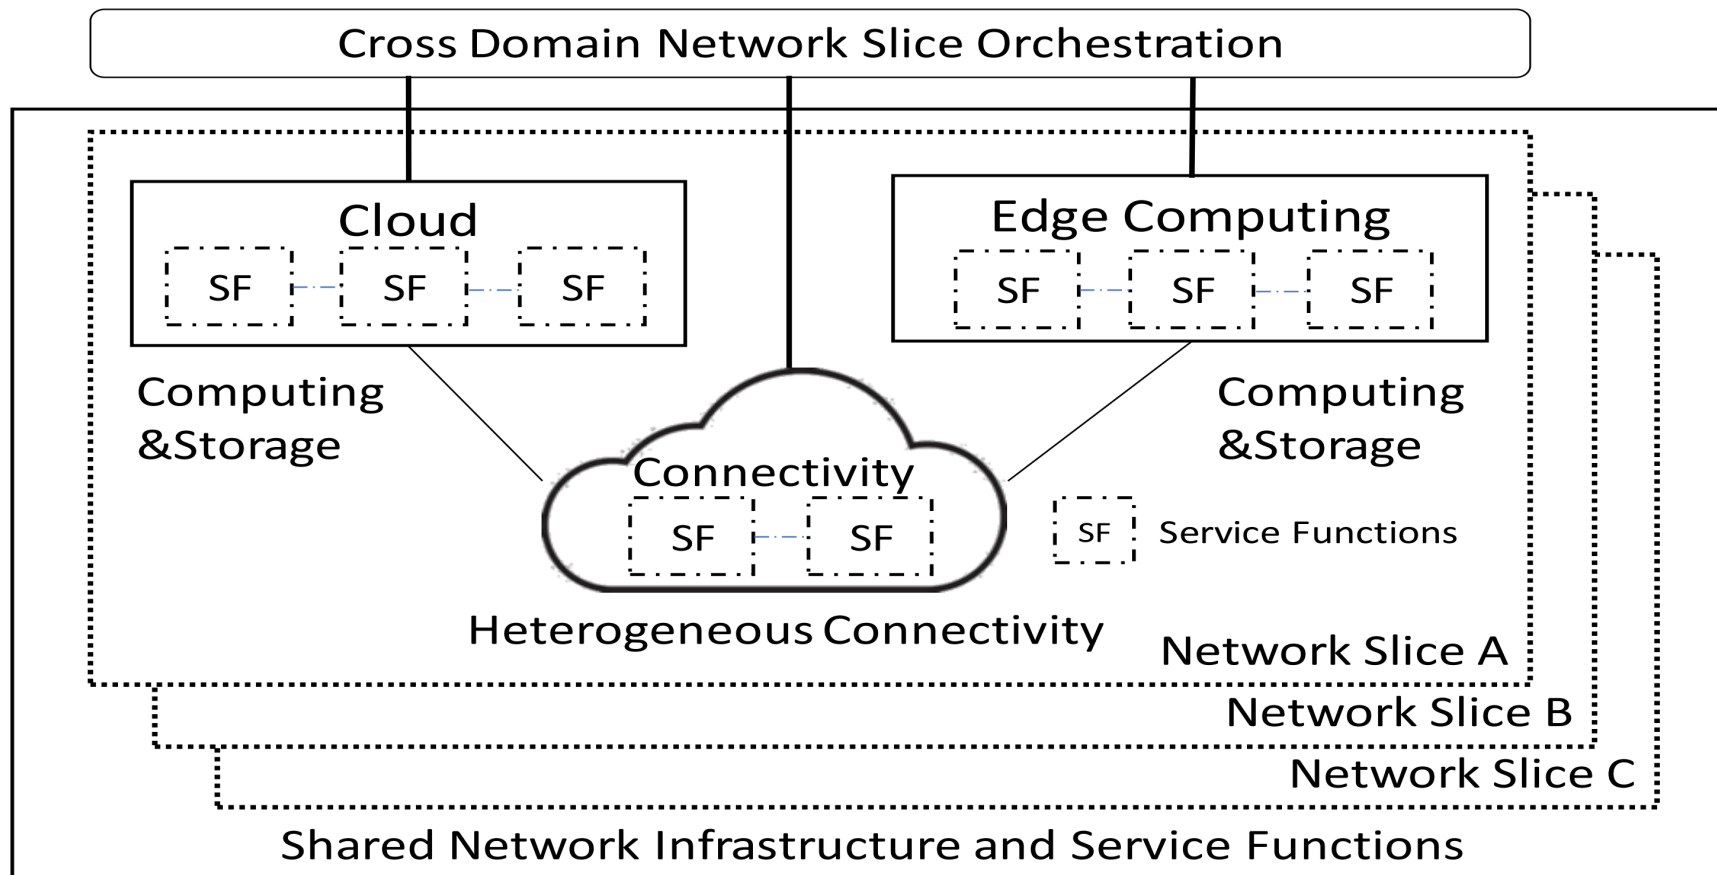 Cross Domain Network Slice Orchestration
Cloud
SF SF SF
Edge Computing
SF SF SF
Computing
&Storage
Computing
&Storage
Connectivity
SF SF
SF Service Functions
Heterogeneous Connectivity
Network Slice A
Network Slice B
Network Slice C
Shared Network Infrastructure and Service Functions